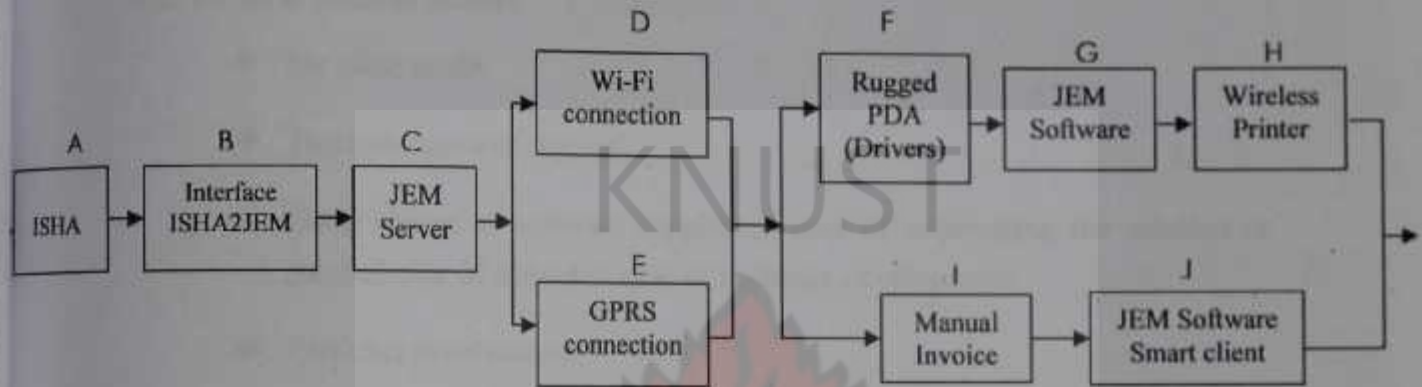 D
F
G
H
A
B
C
E
I
J
ISHA
Interface
ISHA2JEM
JEM
Server
Wi-Fi
connection
GPRS
connection
Rugged
PDA
(Drivers)
JEM
Software
Wireless
Printer
Manual
Invoice
JEM Software
Smart client
KNUST